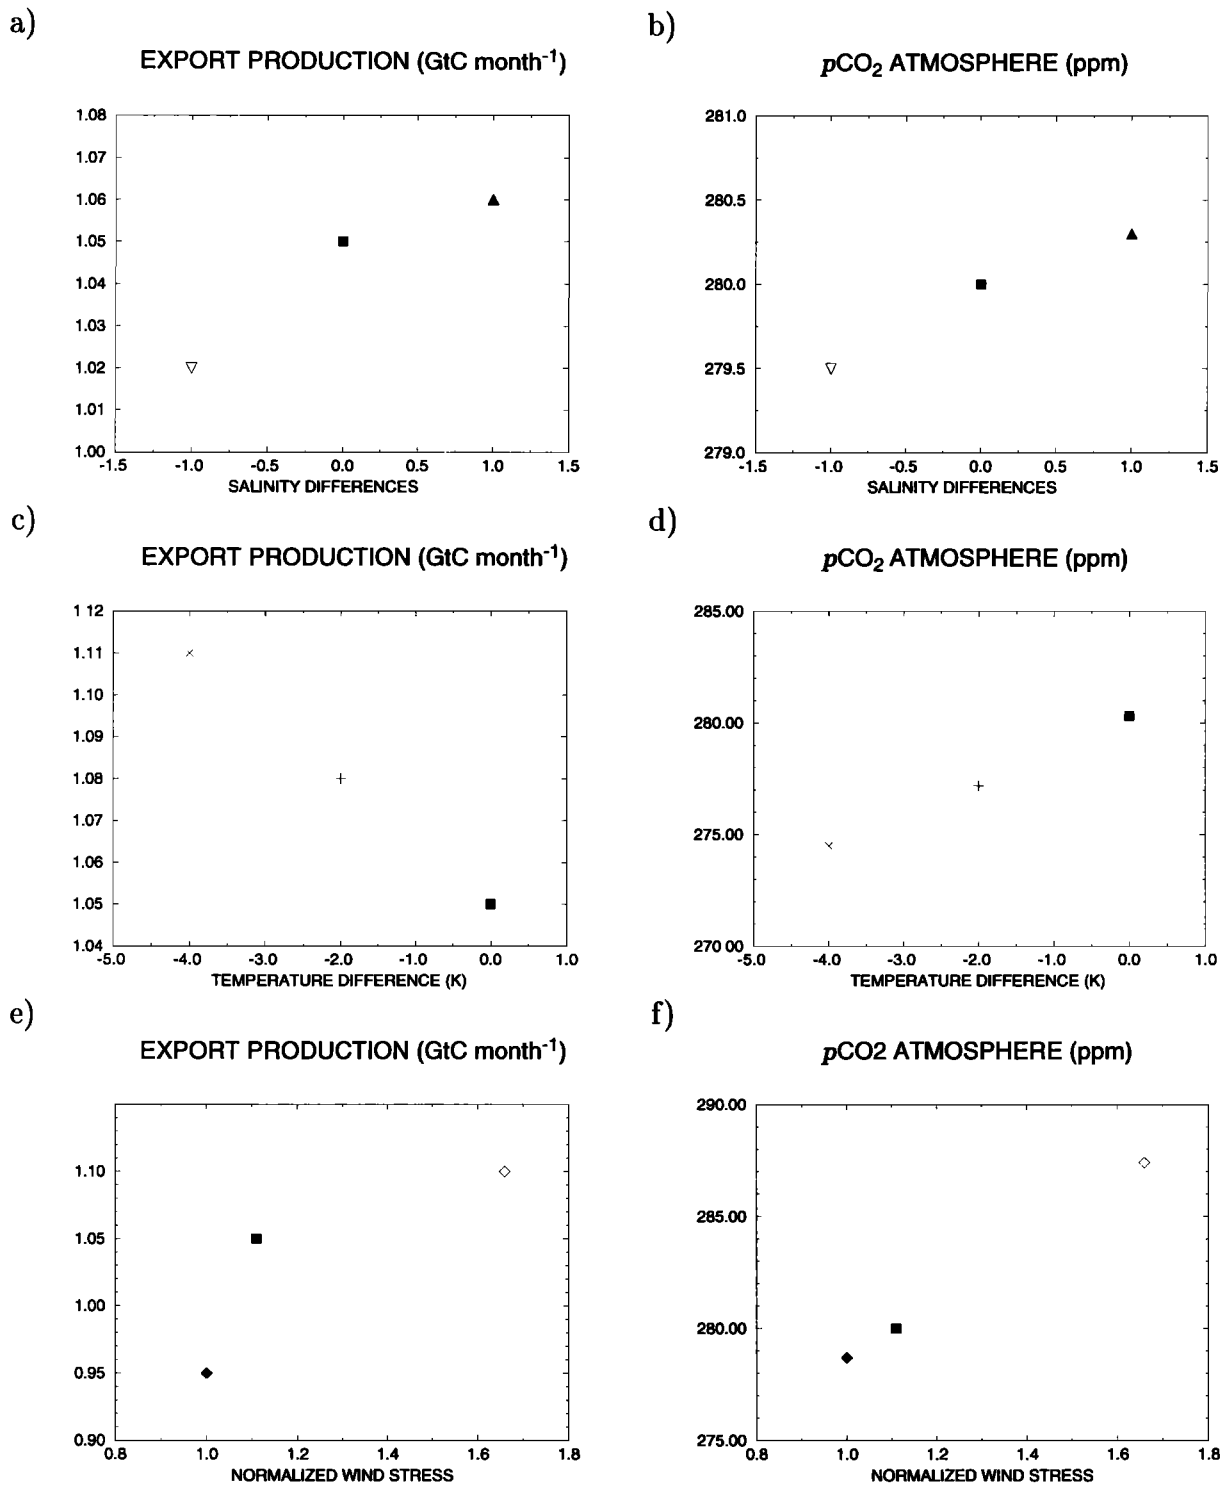 a)
EXPORT PRODUCTION (GtC month-1)
1.08
1.07
1.06
1.05
1.04
1.03
1.02
1.01
1.00
-1.5 -1.0 -0.5 0.0 0.5 1.0 1.5
SALINITY DIFFERENCES
b)
pCO2 ATMOSPHERE (ppm)
281.0
280.5
280.0
279.5
279.0
-1.5 -1.0 -0.5 0.0 0.5 1.0 1.5
SALINITY DIFFERENCES
c)
EXPORT PRODUCTION (GtC month-1)
1 12
1.11
1.10
1.09
1.08
1.07
1.06
1.05
1.04
-5.0 -4.0 -3.0 -2.0 -1.0 0.0 1.0
TEMPERATURE DIFFERENCE (K)
d)
pCO2 ATMOSPHERE (ppm)
285.00
280.00
275.00
270 00
-5.0 -4.0 -3.0 -2.0 -1.0 0.0 1.0
TEMPERATURE DIFFERENCE (K)
e)
EXPORT PRODUCTION (GtC month-1)
1.10
1.05
1.00
0.95
0.90
0.8 1.0 1.2 1.4 1.6 1.8
NORMALIZED WIND STRESS
f)
pCO2 ATMOSPHERE (ppm)
290.00
285.00
280.00
275.00
0.8 1.0 1.2 1.4 1.6 1.8
NORMALIZED WIND STRESS